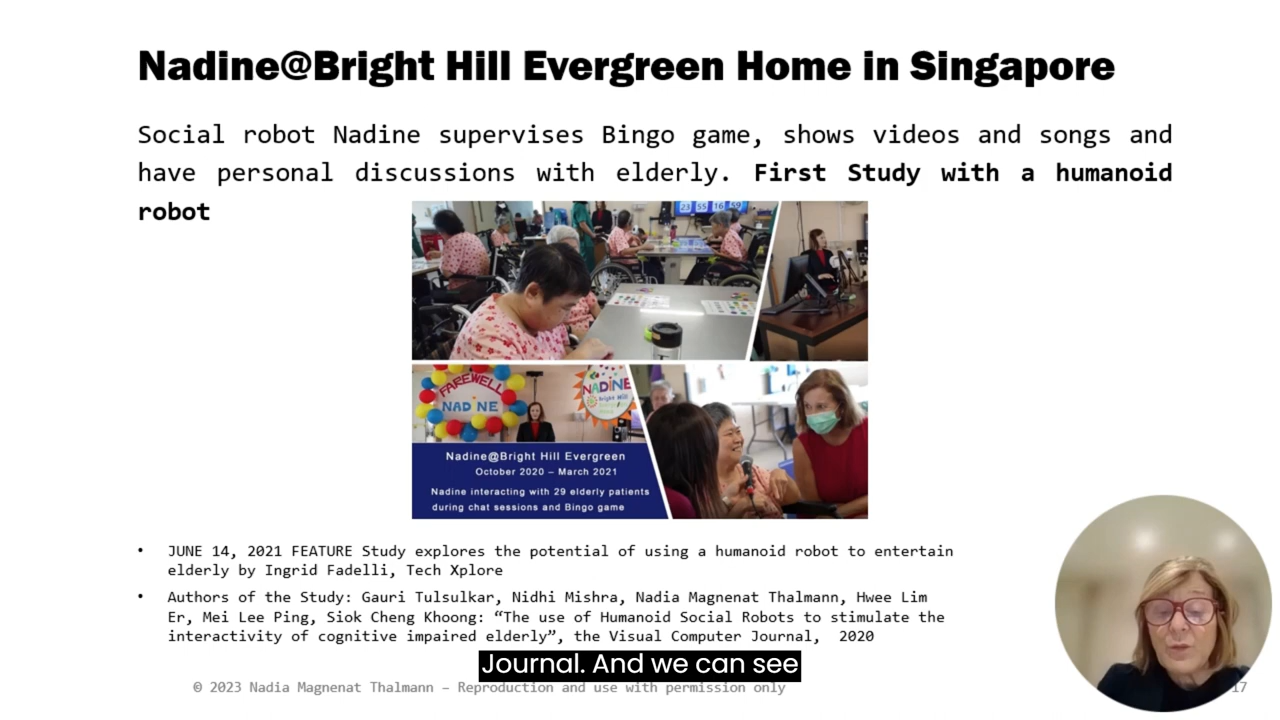 Nadine@Bright Hill Evergreen Home in Singapore
Social robot Nadine supervises Bingo game, shows videos and songs and
have personal discussions with elderly. First Study with a humanoid
robot
23 55 16 59
FAREWELL
NADINE
NADiNE
bright Hill
Nadine@Bright Hill Evergreen
October 2020 – March 2021
Nadine interacting with 29 elderly patients
during chat sessions and Bingo game
• JUNE 14, 2021 FEATURE Study explores the potential of using a humanoid robot to entertain
elderly by Ingrid Fadelli, Tech Xplore
• Authors of the Study: Gauri Tulsulkar, Nidhi Mishra, Nadia Magnenat Thalmann, Hwee Lim
Er, Mei Lee Ping, Siok Cheng Khoong: “The use of Humanoid Social Robots to stimulate the
interactivity of cognitive impaired elderly”, the Visual Computer Journal, 2020
Journal. And we can see
© 2023 Nadia Magnenat Thalmann – Reproduction and use with permission only
17